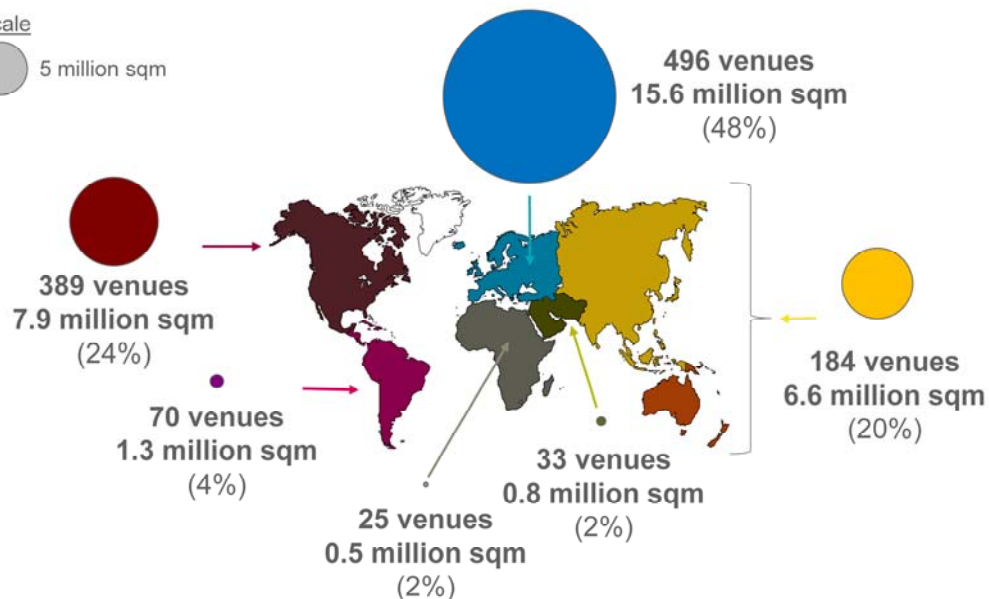 cale
5 million sqm
496 venues
15.6 million sqm
(48%)
389 venues
7.9 million sqm
(24%)
184 venues
6.6 million sqm
(20%)
70 venues
1.3 million sqm
(4%)
33 venues
0.8 million sqm
(2%)
25 venues
0.5 million sqm
(2%)